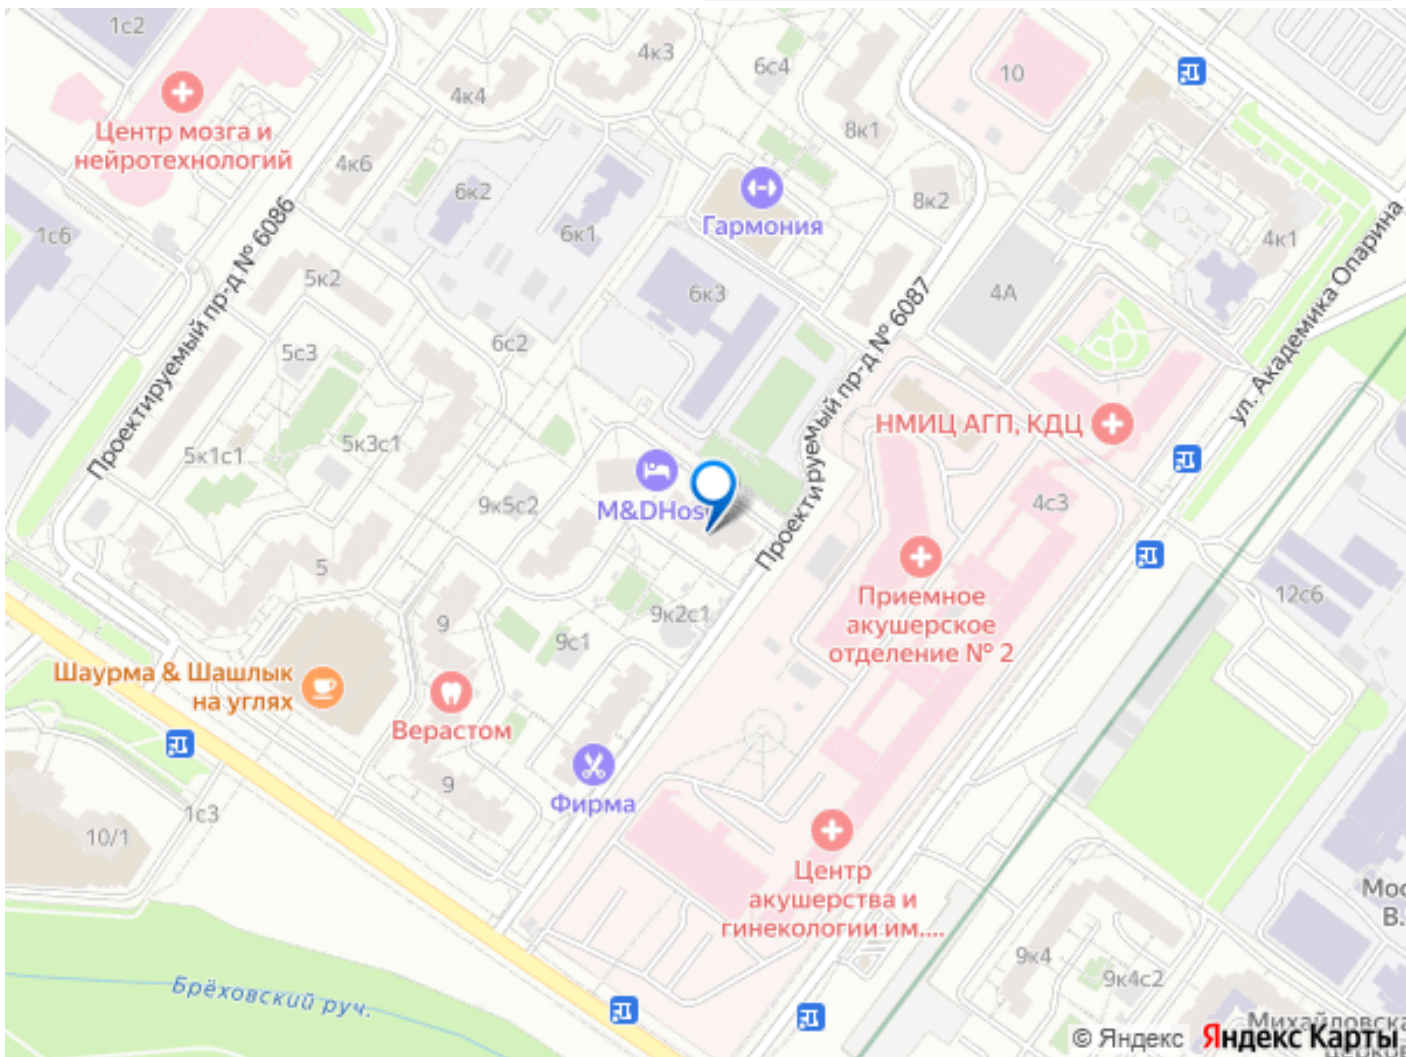 1с2
4к3
6с4
10
4к4
8к1
Центр мозга и
нейротехнологий
4к6
6к2
8к2
Гармония
1с6
6к1
4к1
Проектируемый пр-д № 6086
5к2
6к3
4А
ул. Академика Опарина
Проектируемый пр-д № 6087
6с2
5с3
НМИЦ АГП, КДЦ
5к3с1
5к1с1
9к5с2
M&DHos
4с3
5
Приемное
акушерское
отделение № 2
12с6
9
9с1
9к2с1
Шаурма & Шашлык
на углях
Верастом
9
Фирма
1с3
10/1
Центр
акушерства и
гинекологии им....
Мос
В.
9к4
9к4с2
Брёховский руч.
Михайловска
© Яндекс Яндекс Карты